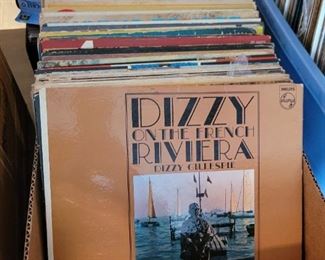 DIZZY
ON THE FRENCH
RIVIERA
DIZZY GILLESPIE
PHILIPS